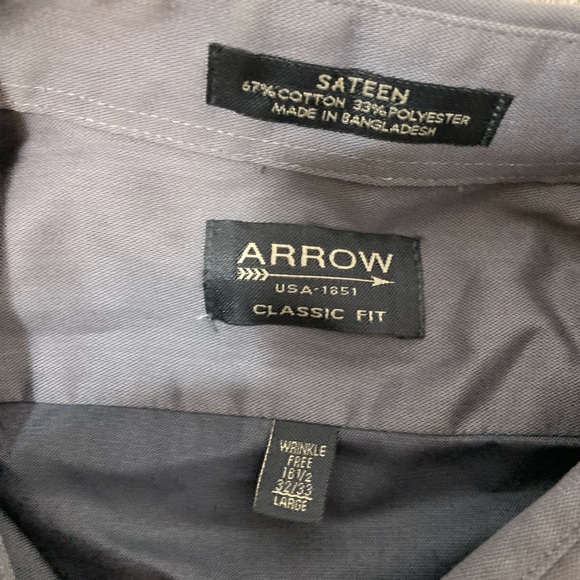 SATEEN
67% COTTON 33% POLYESTER
MADE IN BANGLADESH
ARROW
USA-1851
CLASSIC FIT
WRINKLE
FREE
16 1/2
32/33
LARGE